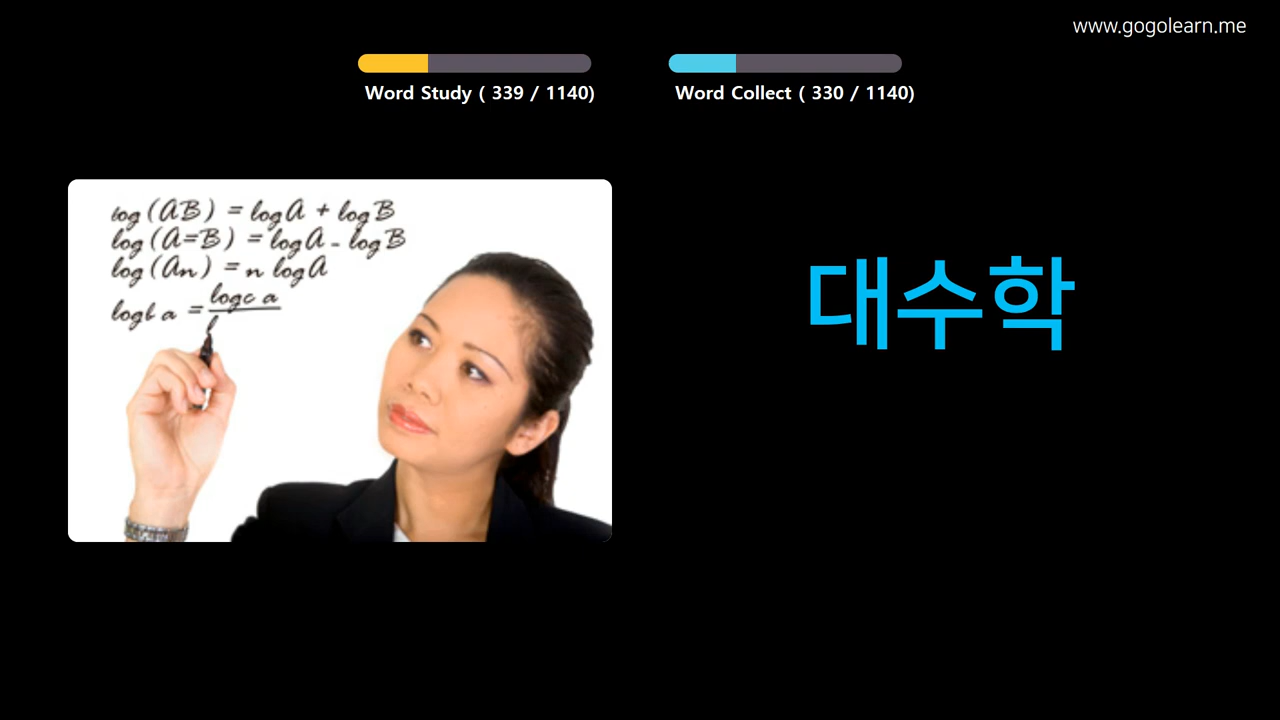 www.gogolearn.me
Word Study ( 339 / 1140)
Word Collect ( 330 / 1140)
log (AB) = log A + log B
log (A=B) = log A - log B
log (An) = n log A
logb a = logc a
대수학